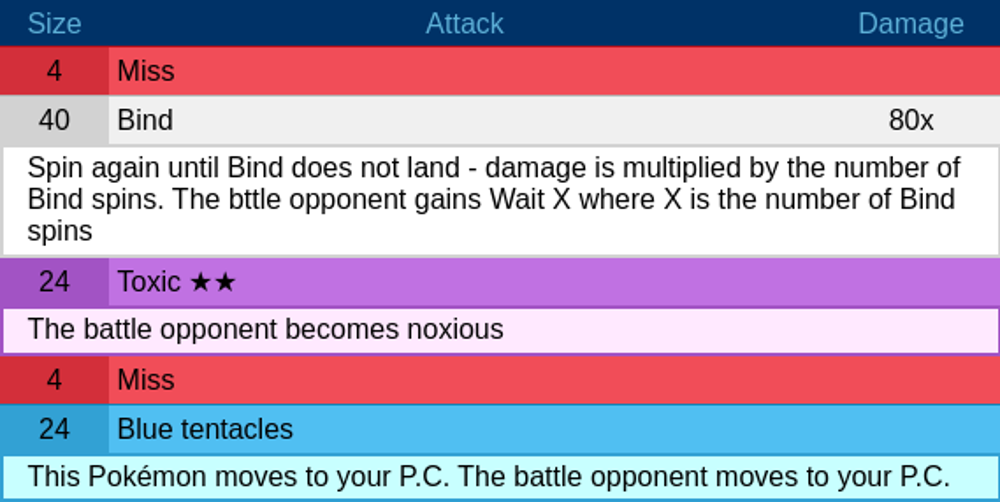 Size Attack Damage
4 Miss
40 Bind 80x
Spin again until Bind does not land - damage is multiplied by the number of
Bind spins. The bttle opponent gains Wait X where X is the number of Bind
spins
24 Toxic ★★
The battle opponent becomes noxious
4 Miss
24 Blue tentacles
This Pokémon moves to your P.C. The battle opponent moves to your P.C.